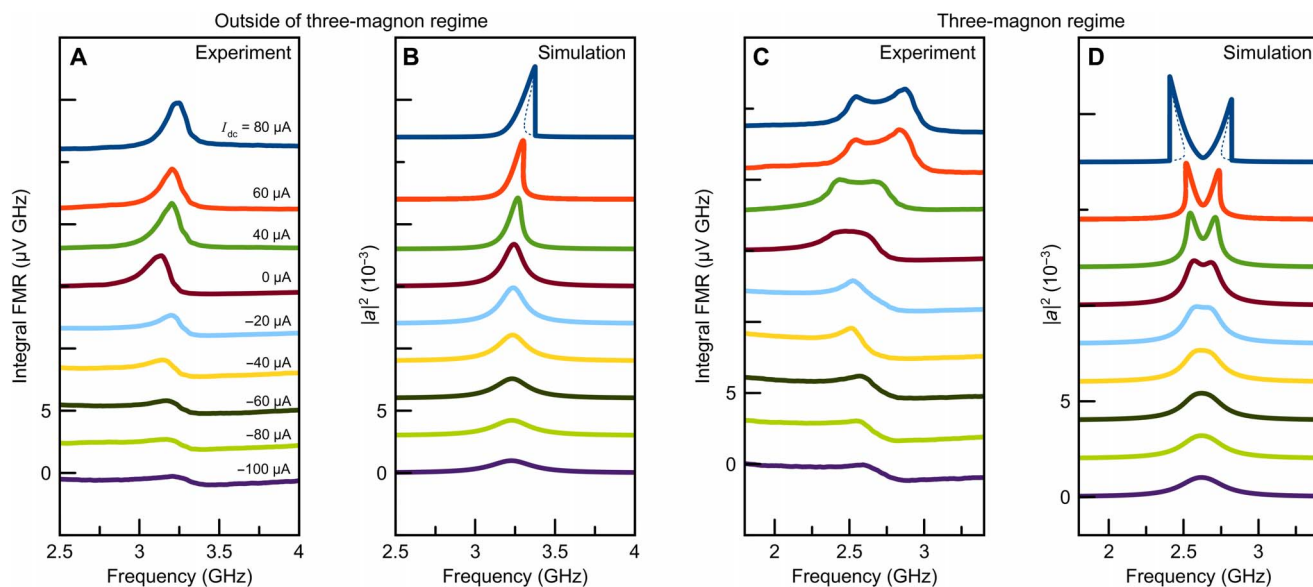 Outside of three-magnon regime
Three-magnon regime
A
Experiment
I_dc = 80 µA
60 µA
40 µA
0 µA
−20 µA
−40 µA
−60 µA
−80 µA
−100 µA
5
0
Integral FMR (µV GHz)
2.5 3 3.5 4
Frequency (GHz)
B
Simulation
|a|² (10⁻³)
2.5 3 3.5 4
Frequency (GHz)
C
Experiment
5
0
Integral FMR (µV GHz)
2 2.5 3
Frequency (GHz)
D
Simulation
5
0
|a|² (10⁻³)
2 2.5 3
Frequency (GHz)